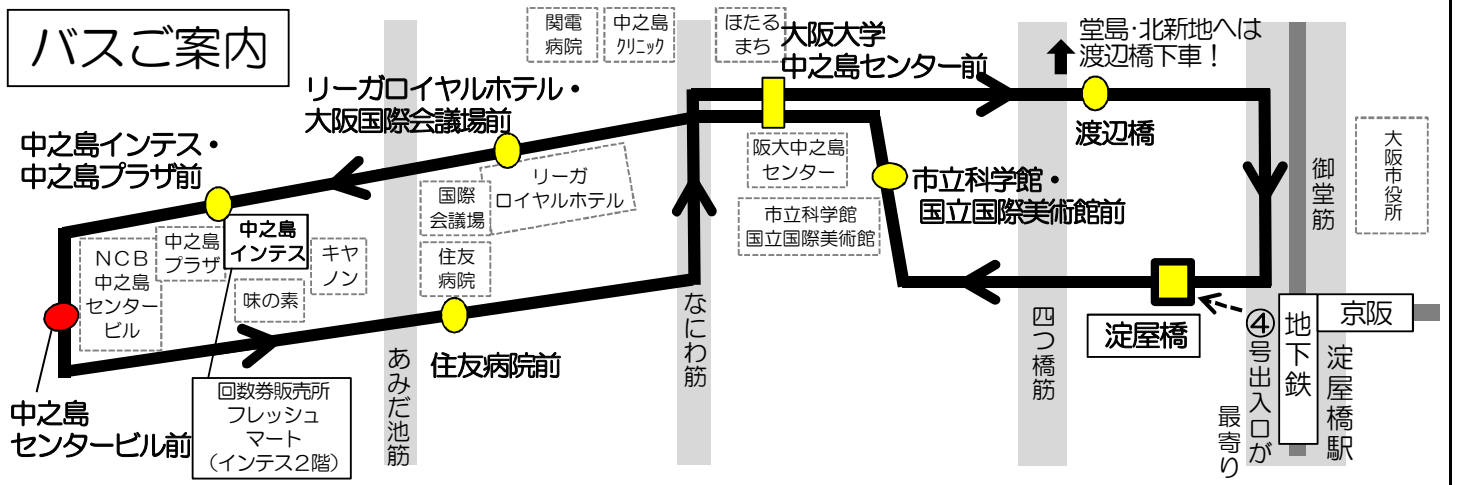 バスご案内
関電
病院
中之島
クリニック
ほたる
まち
大阪大学
中之島センター前
堂島・北新地へは
渡辺橋下車！
リーガロイヤルホテル・
大阪国際会議場前
渡辺橋
中之島インテス・
中之島プラザ前
阪大中之島
センター
市立科学館・
国立国際美術館前
大阪市役所
御堂筋
リーガ
ロイヤルホテル
国際
会議場
市立科学館
国立国際美術館
中之島
インテス
中之島
プラザ
キヤ
ノン
ＮＣＢ
中之島
センター
ビル
味の素
住友
病院
なにわ筋
四つ橋筋
淀屋橋
④号出入口が
最寄り
地下鉄
京阪
淀屋橋駅
あみだ池筋
住友病院前
回数券販売所
フレッシュ
マート
（インテス２階）
中之島
センタービル前